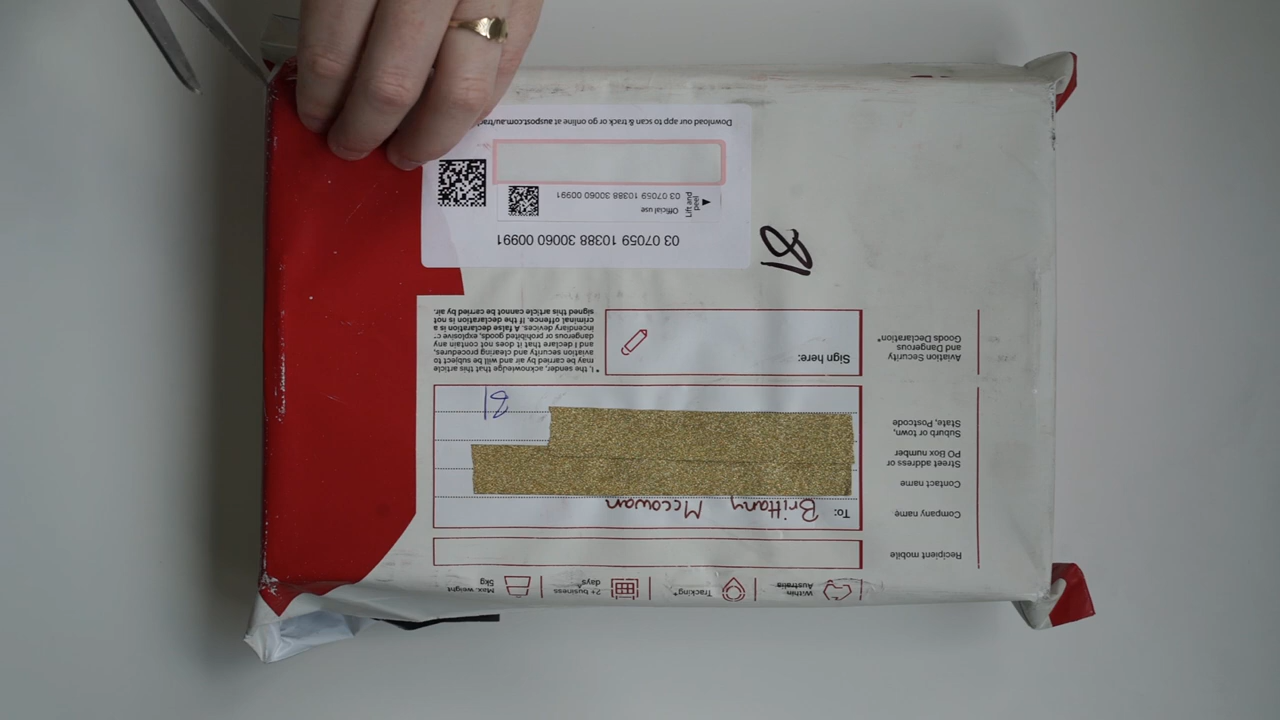 Within
Australia
Tracking*
2+ business
days^
Max. weight
5kg
Recipient mobile
Company name
To: Brittany Mccowan
Contact name
Street address or
PO Box number
Suburb or town,
State, Postcode
81
Aviation Security
and Dangerous
Goods Declaration*
Sign here:
* I, the sender, acknowledge that this article
may be carried by air and will be subject to
aviation security and clearing procedures,
and I declare that it does not contain any
dangerous or prohibited goods, explosive or
incendiary devices. A false declaration is a
criminal offence. If the declaration is not
signed this article cannot be carried by air.
81
03 07059 10388 30060 00991
Official use
03 07059 10388 30060 00991
Lift and
peel
Download our app to scan & track or go online at auspost.com.au/trac